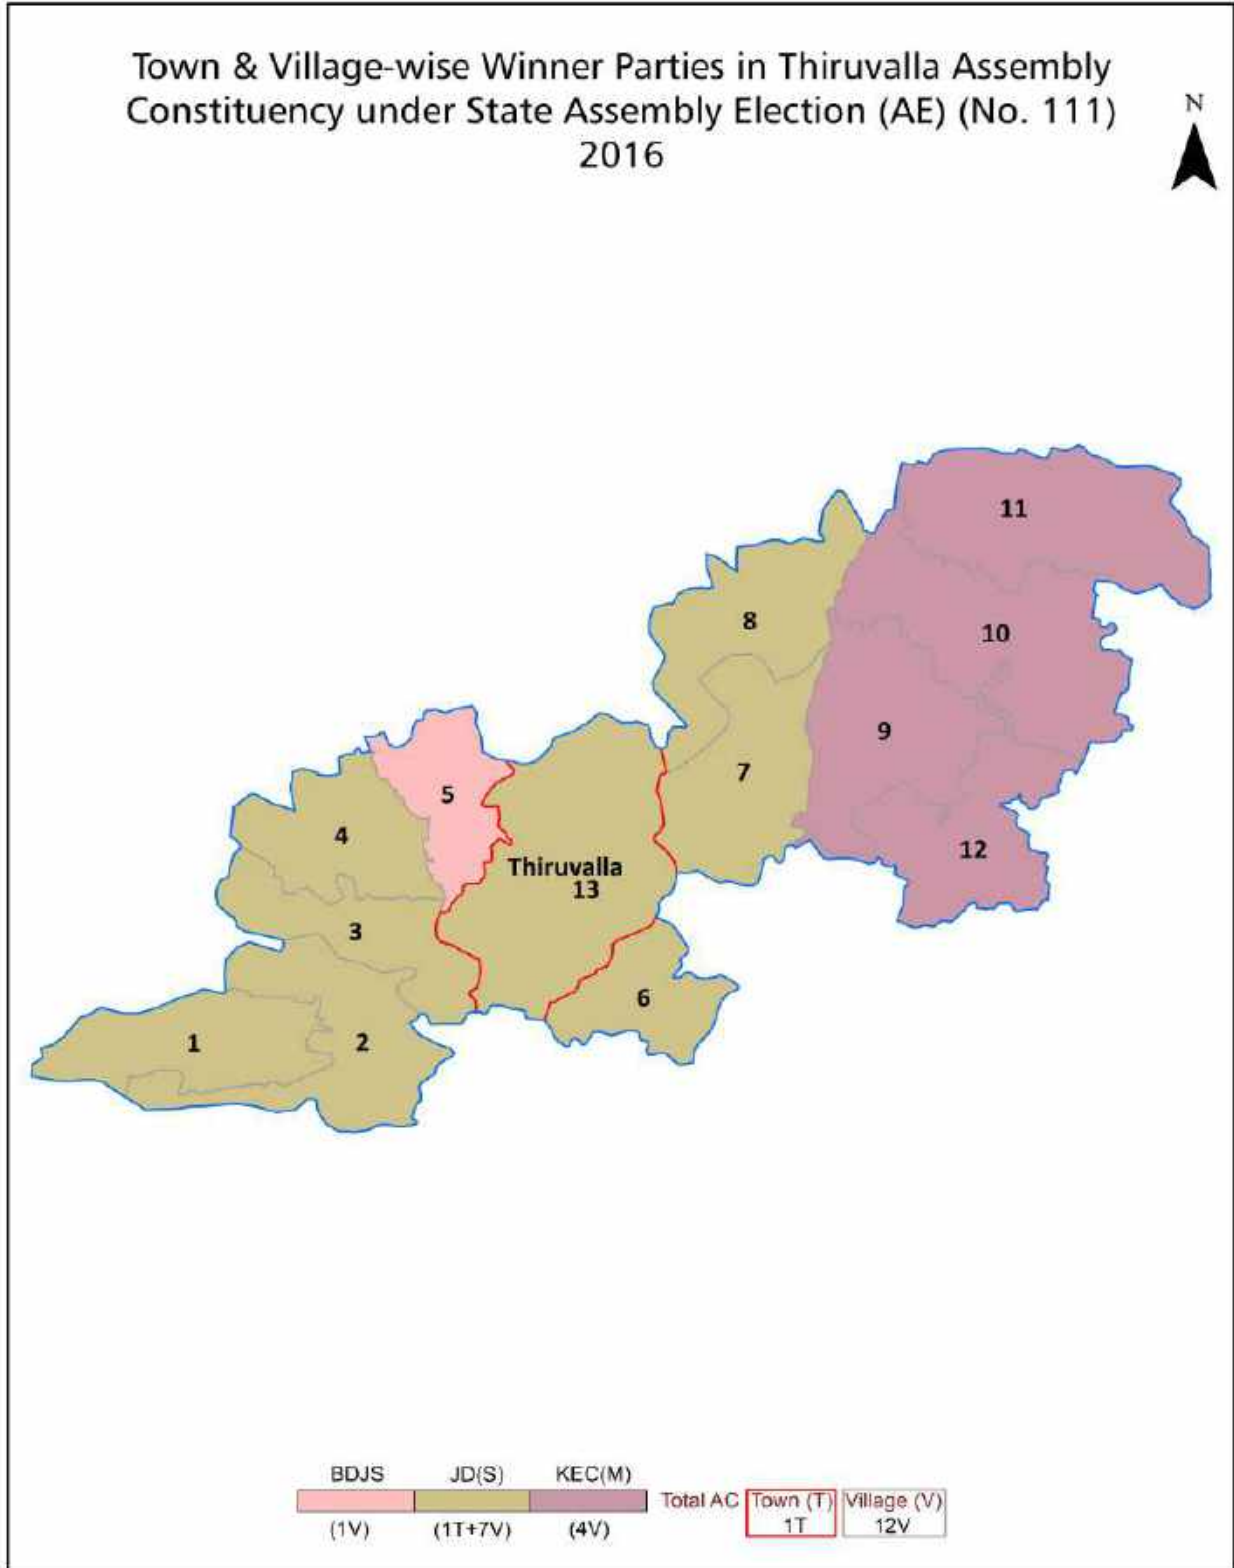 Town & Village-wise Winner Parties in Thiruvalla Assembly
Constituency under State Assembly Election (AE) (No. 111)
2016
N
11
8
10
9
7
5
4
12
Thiruvalla
13
3
6
1
2
BDJS JD(S) KEC(M)
Total AC Town (T) Village (V)
(1V) (1T+7V) (4V) 1T 12V